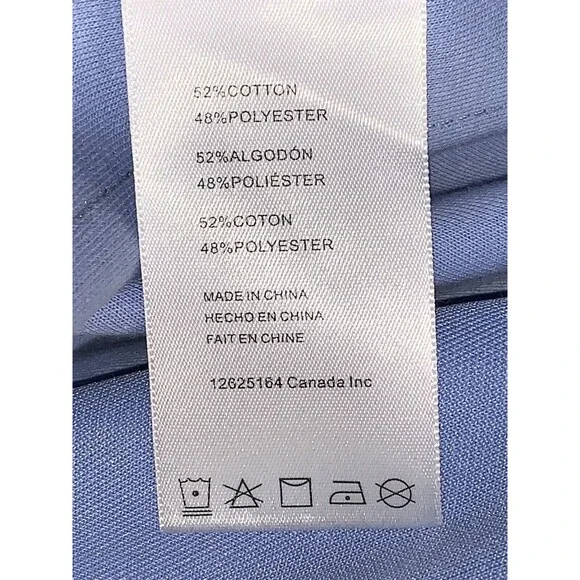 52%COTTON
48%POLYESTER
52%ALGODÓN
48%POLIÉSTER
52%COTON
48%POLYESTER
MADE IN CHINA
HECHO EN CHINA
FAIT EN CHINE
12625164 Canada Inc